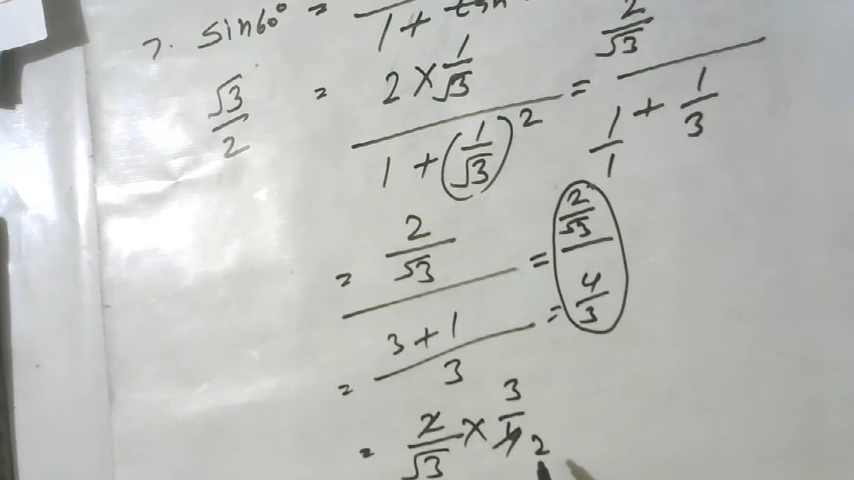 7. sin60° = 1 + tan
√3/2 = (2 × 1/√3)/(1 + (1/√3)²) = (2/√3)/(1/1 + 1/3)
= (2/√3)/((3 + 1)/3) = (2/√3)/(4/3)
= 2/√3 × 3/4 2